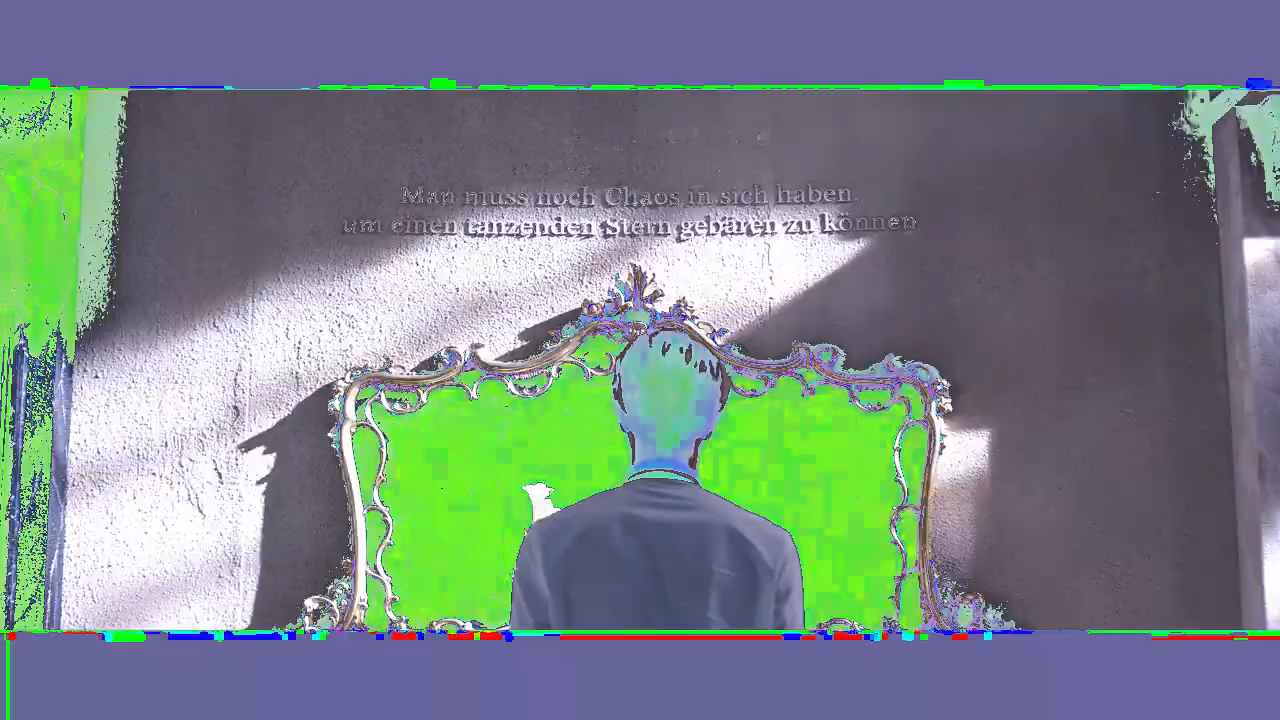 Man muss noch Chaos in sich haben,
um einen tanzenden Stern gebären zu können